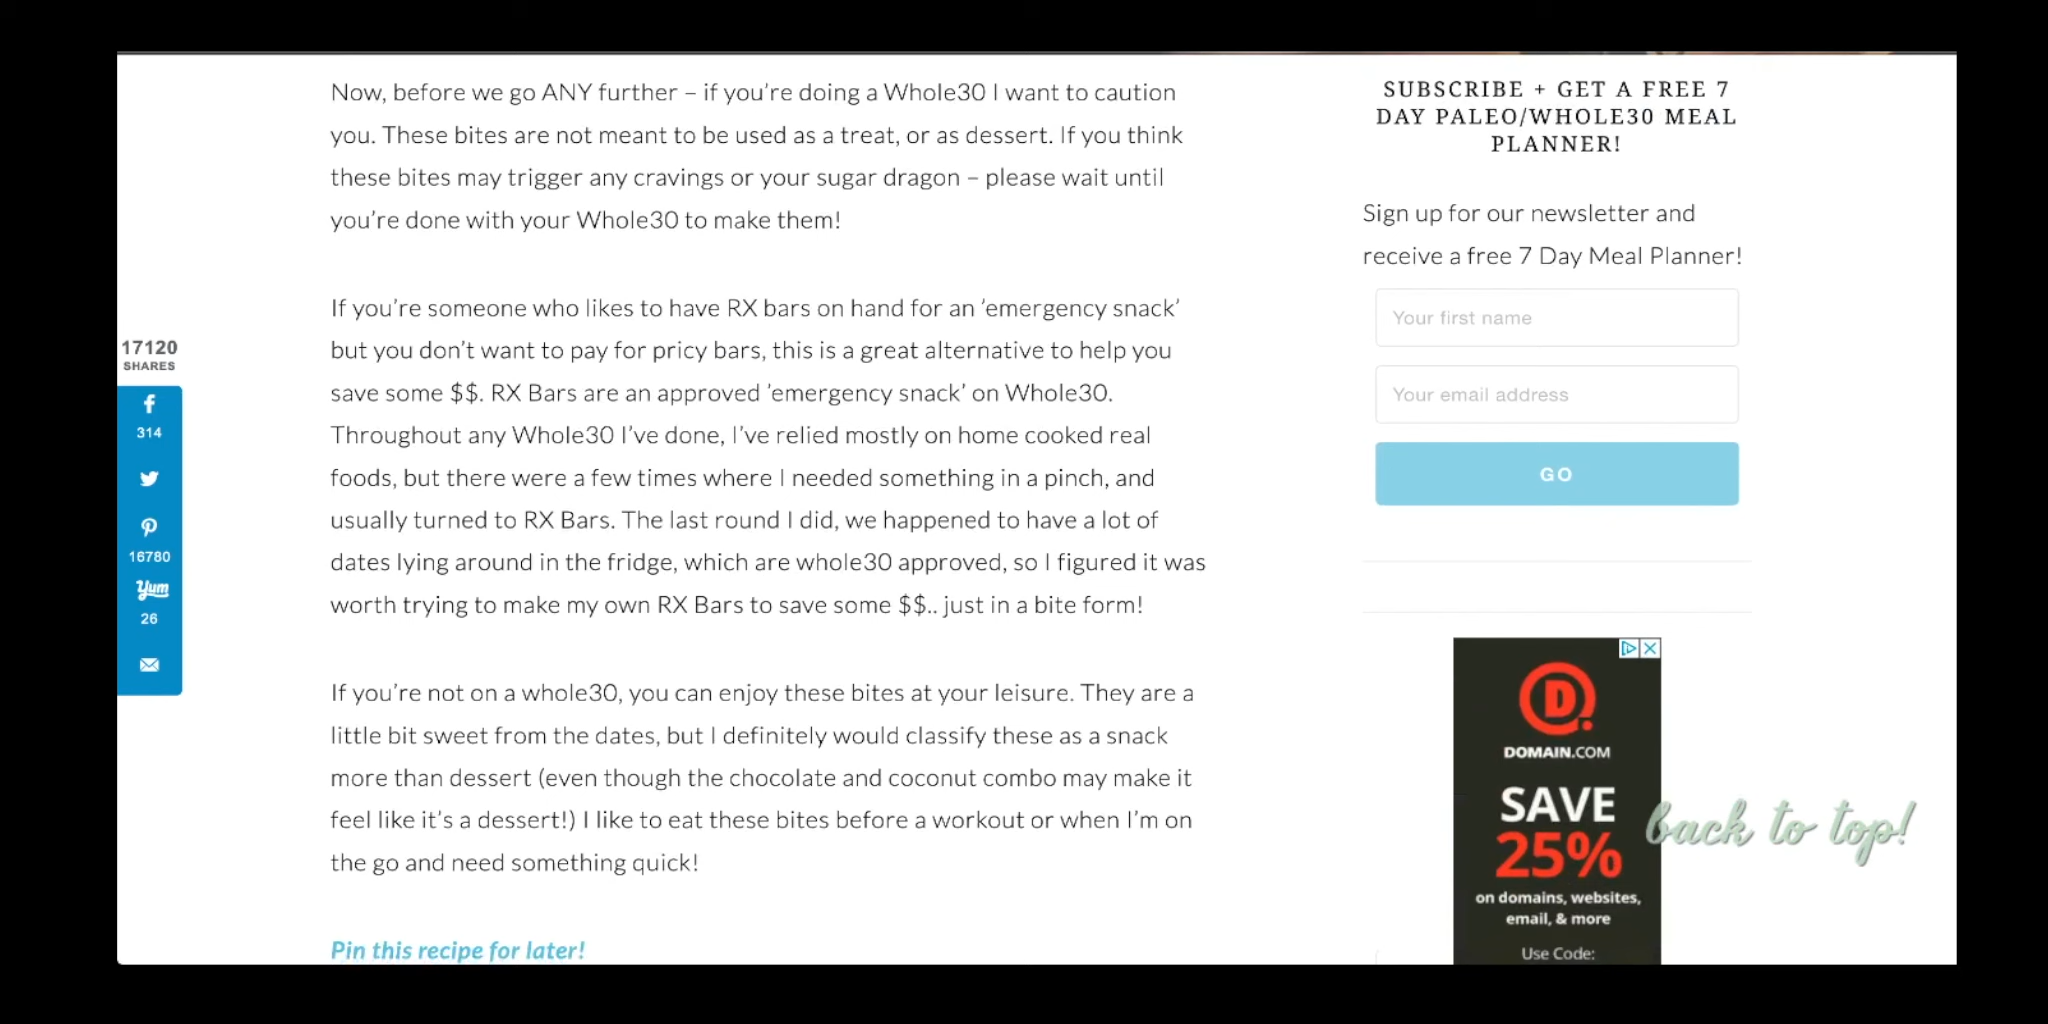 Now, before we go ANY further – if you’re doing a Whole30 I want to caution
you. These bites are not meant to be used as a treat, or as dessert. If you think
these bites may trigger any cravings or your sugar dragon – please wait until
you’re done with your Whole30 to make them!
If you’re someone who likes to have RX bars on hand for an ’emergency snack’
but you don’t want to pay for pricy bars, this is a great alternative to help you
save some $$. RX Bars are an approved ’emergency snack’ on Whole30.
Throughout any Whole30 I’ve done, I’ve relied mostly on home cooked real
foods, but there were a few times where I needed something in a pinch, and
usually turned to RX Bars. The last round I did, we happened to have a lot of
dates lying around in the fridge, which are whole30 approved, so I figured it was
worth trying to make my own RX Bars to save some $$.. just in a bite form!
If you’re not on a whole30, you can enjoy these bites at your leisure. They are a
little bit sweet from the dates, but I definitely would classify these as a snack
more than dessert (even though the chocolate and coconut combo may make it
feel like it’s a dessert!) I like to eat these bites before a workout or when I’m on
the go and need something quick!
Pin this recipe for later!
17120
SHARES
314
16780
Yum
26
SUBSCRIBE + GET A FREE 7
DAY PALEO/WHOLE30 MEAL
PLANNER!
Sign up for our newsletter and
receive a free 7 Day Meal Planner!
Your first name
Your email address
GO
D
DOMAIN.COM
SAVE
25%
on domains, websites,
email, & more
Use Code:
back to top!